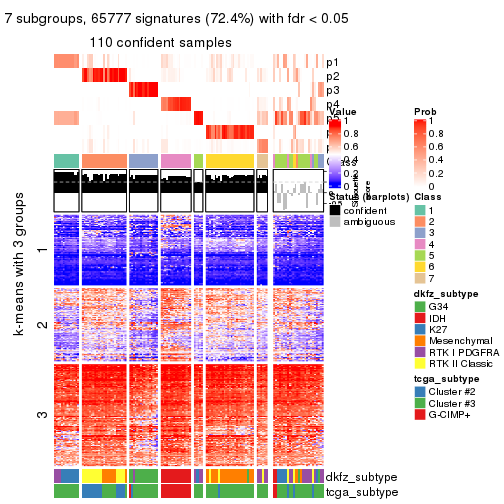 7 subgroups, 65777 signatures (72.4%) with fdr < 0.05
110 confident samples
p1
p2
p3
p4
k-means with 3 groups
1
2
3
Value
1
0.8
0.6
0.4
0.2
0
Prob
1
0.8
0.6
0.4
0.2
0
Status (barplots)
confident
ambiguous
Class
1
2
3
4
5
6
7
dkfz_subtype
G34
IDH
K27
Mesenchymal
RTK I PDGFRA
RTK II Classic
tcga_subtype
Cluster #2
Cluster #3
G-CIMP+
dkfz_subtype
tcga_subtype